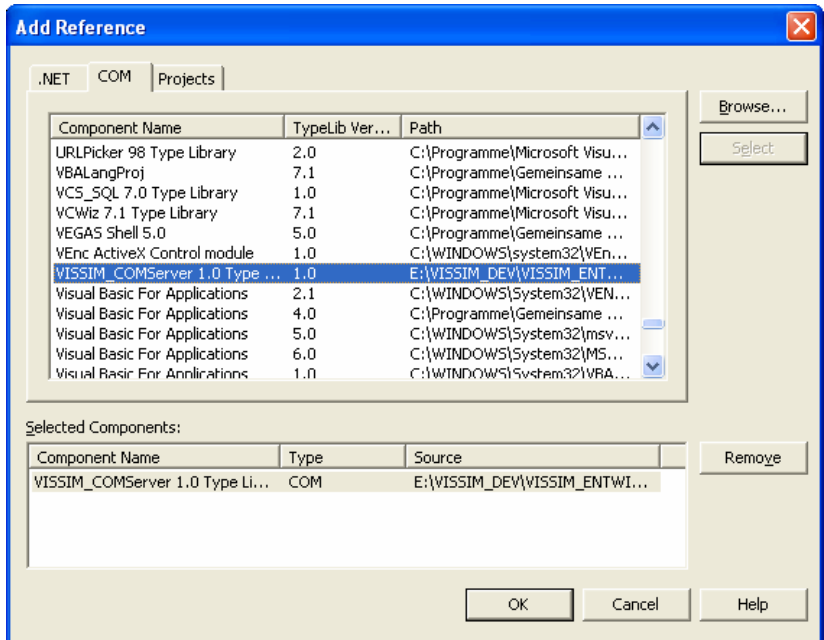 Add Reference
.NET COM Projects
Browse...
Select
Component Name TypeLib Ver... Path
URLPicker 98 Type Library 2.0 C:\Programme\Microsoft Visu...
VBALangProj 7.1 C:\Programme\Gemeinsame ...
VCS_SQL 7.0 Type Library 1.0 C:\Programme\Microsoft Visu...
VCWiz 7.1 Type Library 7.1 C:\Programme\Microsoft Visu...
VEGAS Shell 5.0 5.0 C:\Programme\Gemeinsame ...
VEnc ActiveX Control module 1.0 C:\WINDOWS\system32\VEn...
VISSIM_COMServer 1.0 Type ... 1.0 E:\VISSIM_DEV\VISSIM_ENT...
Visual Basic For Applications 2.1 C:\WINDOWS\System32\VEN...
Visual Basic For Applications 4.0 C:\Programme\Gemeinsame ...
Visual Basic For Applications 5.0 C:\WINDOWS\System32\msv...
Visual Basic For Applications 6.0 C:\WINDOWS\System32\MS...
Visual Basic For Applications 1.0 C:\WINDOWS\System32\VBA...
Selected Components:
Component Name Type Source
VISSIM_COMServer 1.0 Type Li... COM E:\VISSIM_DEV\VISSIM_ENTWI...
Remove
OK Cancel Help